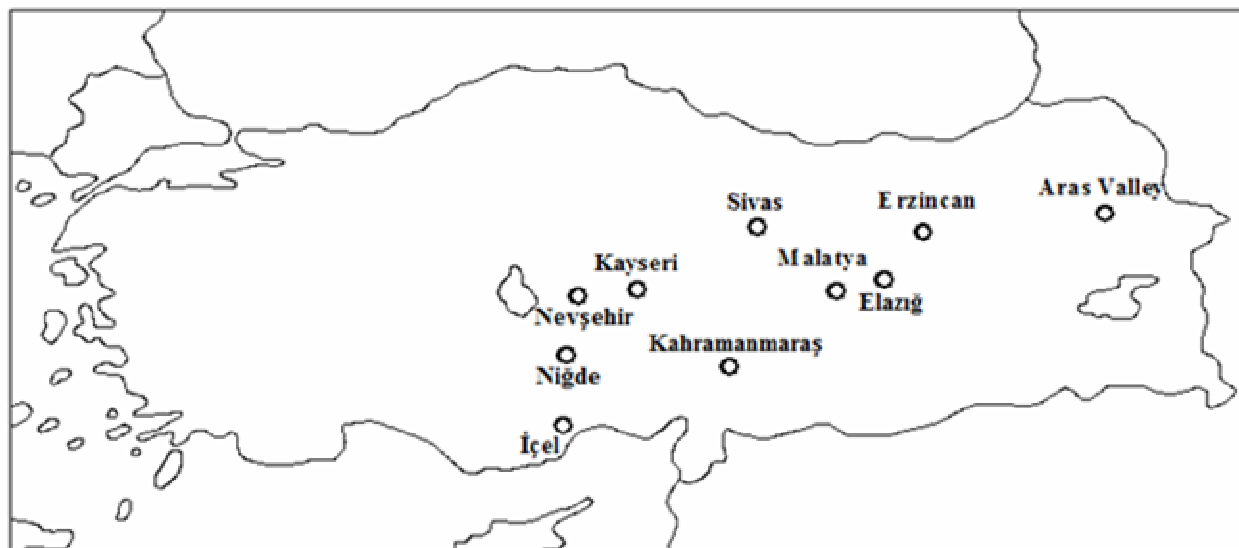 Aras Valley
Sivas
Erzincan
Malatya
Kayseri
Elazığ
Nevşehir
Kahramanmaraş
Niğde
İçel